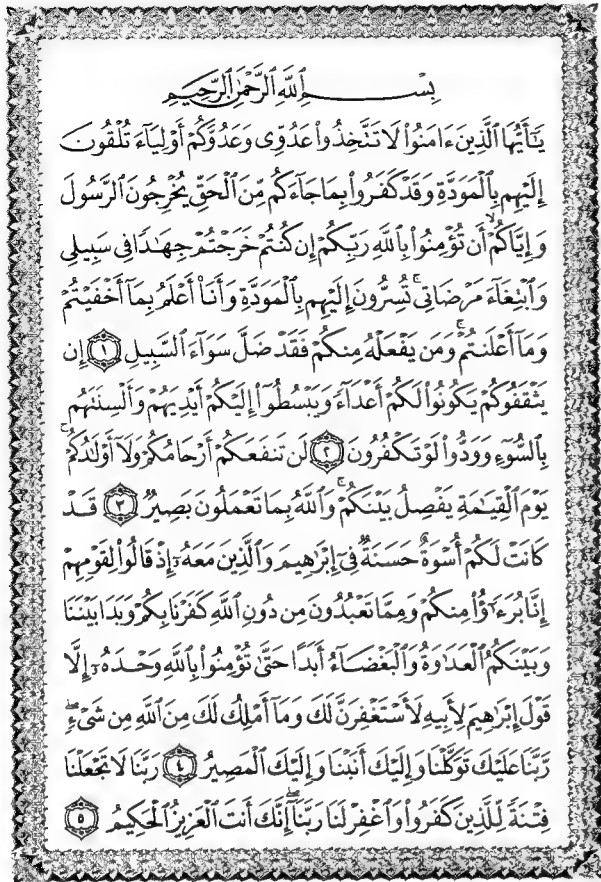 بِسْمِ ٱللَّهِ ٱلرَّحْمَٰنِ ٱلرَّحِيمِ
يَٰٓأَيُّهَا ٱلَّذِينَ ءَامَنُوا۟ لَا تَتَّخِذُوا۟ عَدُوِّى وَعَدُوَّكُمْ أَوْلِيَآءَ تُلْقُونَ
إِلَيْهِم بِٱلْمَوَدَّةِ وَقَدْ كَفَرُوا۟ بِمَا جَآءَكُم مِّنَ ٱلْحَقِّ يُخْرِجُونَ ٱلرَّسُولَ
وَإِيَّاكُمْ ۙ أَن تُؤْمِنُوا۟ بِٱللَّهِ رَبِّكُمْ إِن كُنتُمْ خَرَجْتُمْ جِهَٰدًا فِى سَبِيلِى
وَٱبْتِغَآءَ مَرْضَاتِى ۚ تُسِرُّونَ إِلَيْهِم بِٱلْمَوَدَّةِ وَأَنَا۠ أَعْلَمُ بِمَآ أَخْفَيْتُمْ
وَمَآ أَعْلَنتُمْ ۚ وَمَن يَفْعَلْهُ مِنكُمْ فَقَدْ ضَلَّ سَوَآءَ ٱلسَّبِيلِ ١ إِن
يَثْقَفُوكُمْ يَكُونُوا۟ لَكُمْ أَعْدَآءً وَيَبْسُطُوٓا۟ إِلَيْكُمْ أَيْدِيَهُمْ وَأَلْسِنَتَهُم
بِٱلسُّوٓءِ وَوَدُّوا۟ لَوْ تَكْفُرُونَ ٢ لَن تَنفَعَكُمْ أَرْحَامُكُمْ وَلَآ أَوْلَٰدُكُمْ ۚ
يَوْمَ ٱلْقِيَٰمَةِ يَفْصِلُ بَيْنَكُمْ ۚ وَٱللَّهُ بِمَا تَعْمَلُونَ بَصِيرٌ ٣ قَدْ
كَانَتْ لَكُمْ أُسْوَةٌ حَسَنَةٌ فِىٓ إِبْرَٰهِيمَ وَٱلَّذِينَ مَعَهُۥٓ إِذْ قَالُوا۟ لِقَوْمِهِمْ
إِنَّا بُرَءَٰٓؤُا۟ مِنكُمْ وَمِمَّا تَعْبُدُونَ مِن دُونِ ٱللَّهِ كَفَرْنَا بِكُمْ وَبَدَا بَيْنَنَا
وَبَيْنَكُمُ ٱلْعَدَٰوَةُ وَٱلْبَغْضَآءُ أَبَدًا حَتَّىٰ تُؤْمِنُوا۟ بِٱللَّهِ وَحْدَهُۥٓ إِلَّا
قَوْلَ إِبْرَٰهِيمَ لِأَبِيهِ لَأَسْتَغْفِرَنَّ لَكَ وَمَآ أَمْلِكُ لَكَ مِنَ ٱللَّهِ مِن شَىْءٍ ۖ
رَّبَّنَا عَلَيْكَ تَوَكَّلْنَا وَإِلَيْكَ أَنَبْنَا وَإِلَيْكَ ٱلْمَصِيرُ ٤ رَبَّنَا لَا تَجْعَلْنَا
فِتْنَةً لِّلَّذِينَ كَفَرُوا۟ وَٱغْفِرْ لَنَا رَبَّنَآ ۖ إِنَّكَ أَنتَ ٱلْعَزِيزُ ٱلْحَكِيمُ ٥